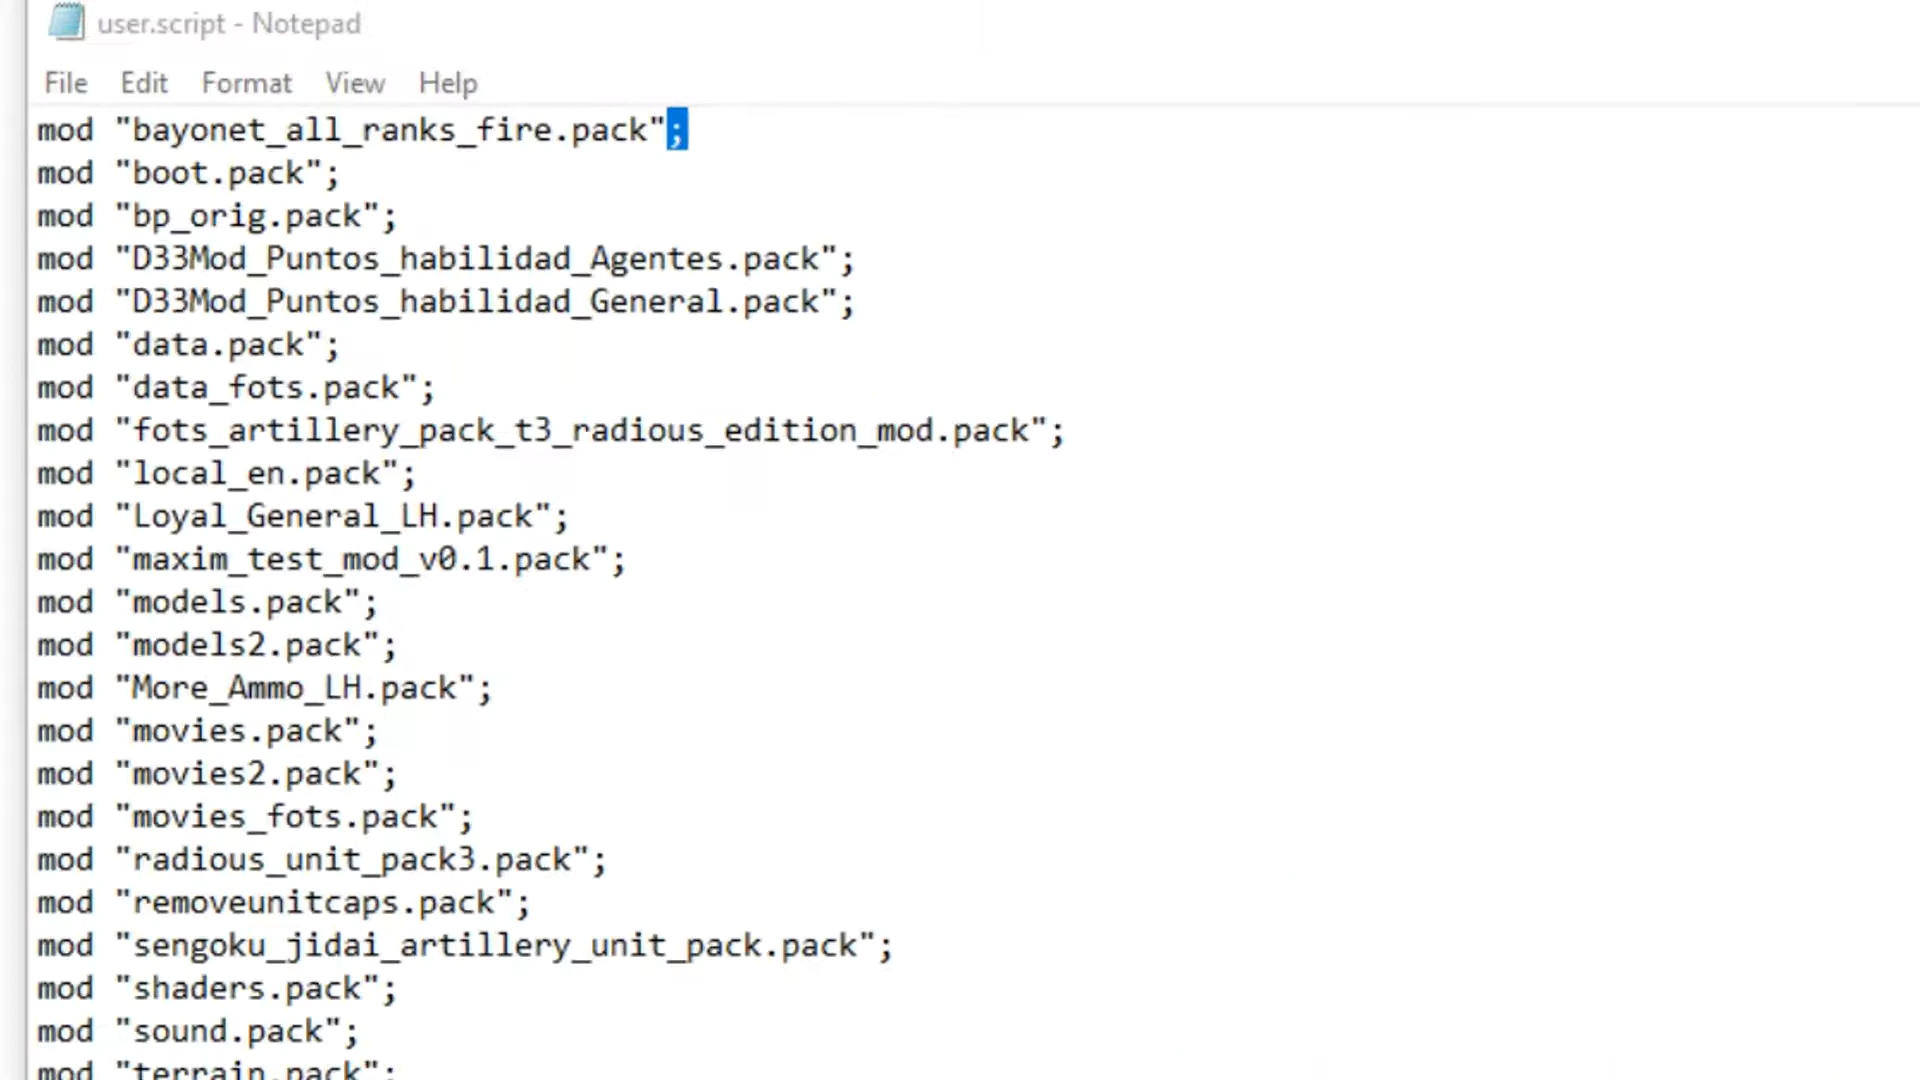 user.script - Notepad
File Edit Format View Help
mod "bayonet_all_ranks_fire.pack";
mod "boot.pack";
mod "bp_orig.pack";
mod "D33Mod_Puntos_habilidad_Agentes.pack";
mod "D33Mod_Puntos_habilidad_General.pack";
mod "data.pack";
mod "data_fots.pack";
mod "fots_artillery_pack_t3_radious_edition_mod.pack";
mod "local_en.pack";
mod "Loyal_General_LH.pack";
mod "maxim_test_mod_v0.1.pack";
mod "models.pack";
mod "models2.pack";
mod "More_Ammo_LH.pack";
mod "movies.pack";
mod "movies2.pack";
mod "movies_fots.pack";
mod "radious_unit_pack3.pack";
mod "removeunitcaps.pack";
mod "sengoku_jidai_artillery_unit_pack.pack";
mod "shaders.pack";
mod "sound.pack";
mod "terrain.pack";